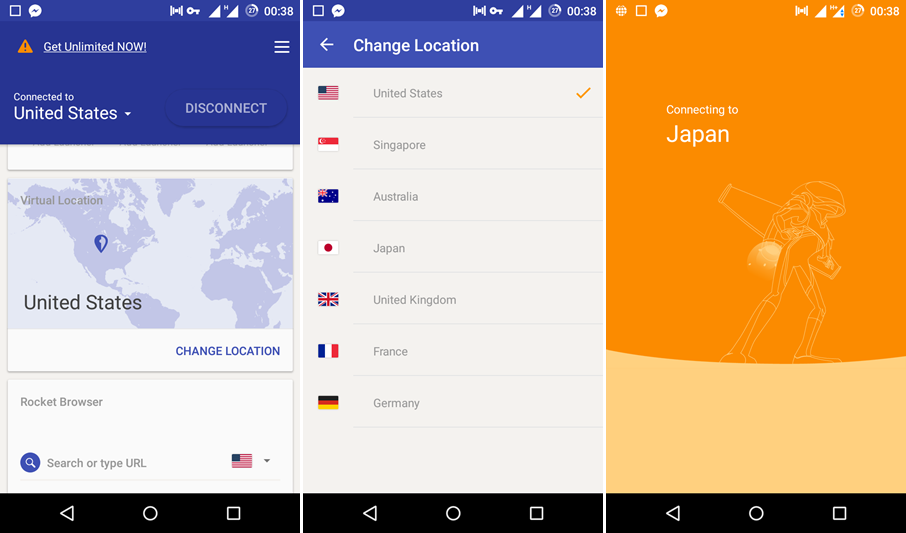 00:38
Get Unlimited NOW!
Connected to
United States
DISCONNECT
Virtual Location
United States
CHANGE LOCATION
Rocket Browser
Search or type URL
H
27
00:38
Change Location
United States
Singapore
Australia
Japan
United Kingdom
France
Germany
H
27
00:38
Connecting to
Japan
H+
27